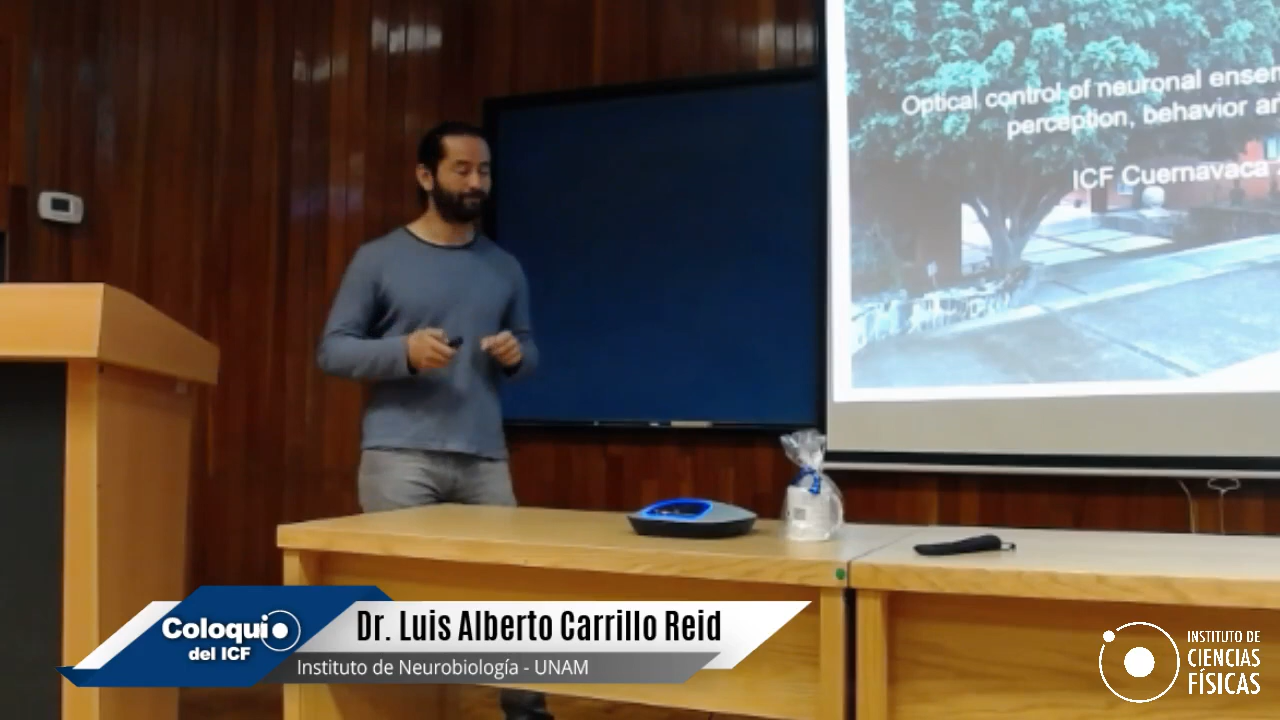 Optical control of neuronal
perception, behavior
ICF Cuernavaca
Coloquio
del ICF
Dr. Luis Alberto Carrillo Reid
Instituto de Neurobiología - UNAM
INSTITUTO DE
CIENCIAS
FÍSICAS